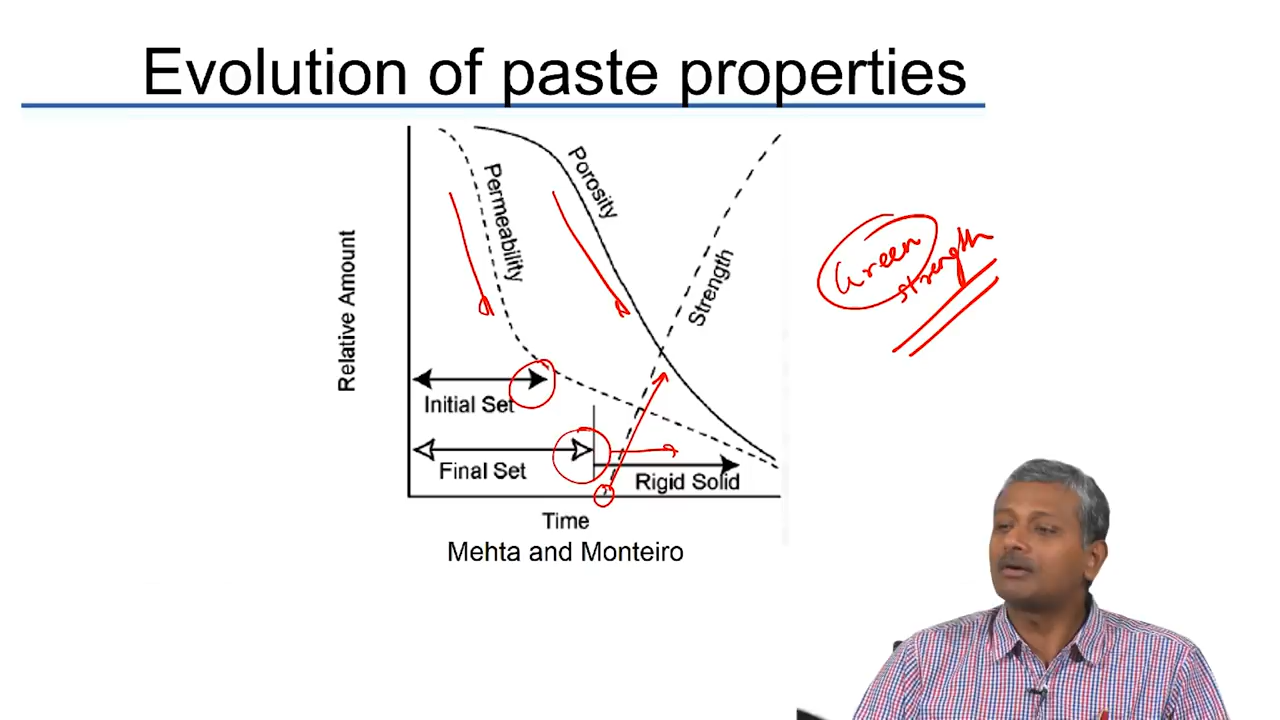 Evolution of paste properties
Relative Amount
Permeability
Porosity
Strength
Green
strength
Initial Set
Final Set
Rigid Solid
Time
Mehta and Monteiro